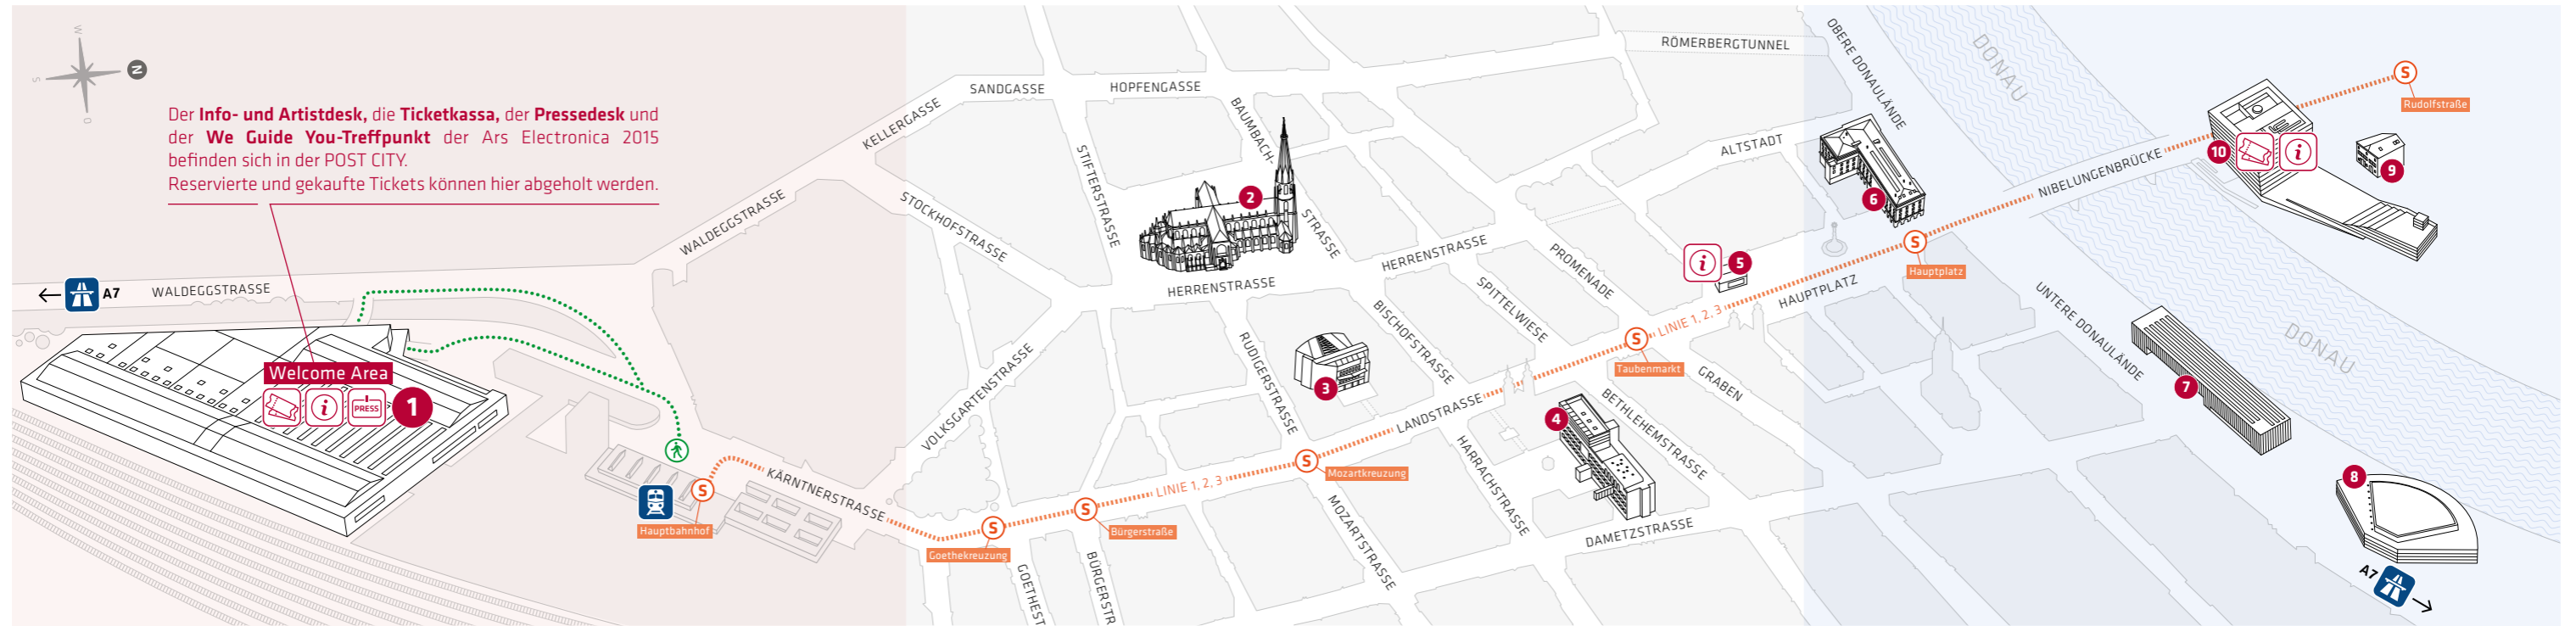 W
S
N
O
Der Info- und Artistdesk, die Ticketkassa, der Pressedesk und
der We Guide You-Treffpunkt der Ars Electronica 2015
befinden sich in der POST CITY.
Reservierte und gekaufte Tickets können hier abgeholt werden.
A7
WALDEGGSTRASSE
Welcome Area
PRESS
1
WALDEGGSTRASSE
KELLERGASSE
SANDGASSE
HOPFENGASSE
STOCKHOFSTRASSE
STIFTERSTRASSE
BAUMBACH-
STRASSE
2
HERRENSTRASSE
HERRENSTRASSE
VOLKSGARTENSTRASSE
RUDIGERSTRASSE
3
BISCHOFSTRASSE
SPITTELWIESE
PROMENADE
RÖMERBERGTUNNEL
ALTSTADT
OBERE DONAULÄNDE
DONAU
6
i
5
S
Hauptplatz
HAUPTPLATZ
LINIE 1, 2, 3
S
Taubenmarkt
GRABEN
BETHLEHEMSTRASSE
4
LANDSTRASSE
HARRACHSTRASSE
DAMETZSTRASSE
S
Mozartkreuzung
MOZARTSTRASSE
LINIE 1, 2, 3
S
Bürgerstraße
BÜRGERSTR
S
Goethekreuzung
GOETHEST
KÄRNTNERSTRASSE
S
Hauptbahnhof
NIBELUNGENBRÜCKE
10
i
9
S
Rudolfstraße
UNTERE DONAULÄNDE
DONAU
7
8
A7